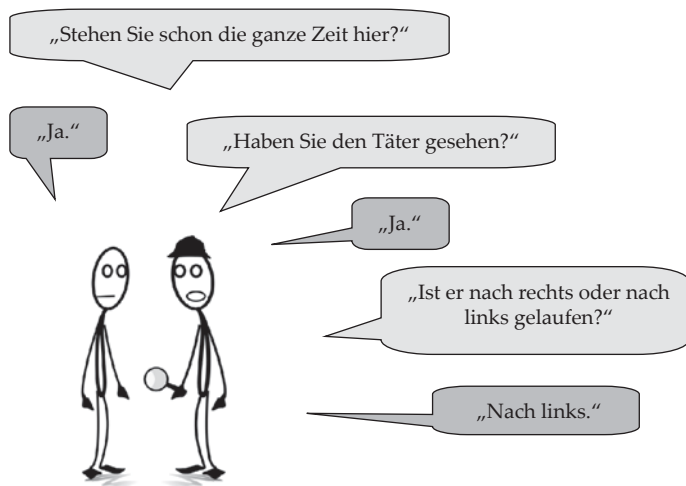 „Stehen Sie schon die ganze Zeit hier?“
„Ja.“
„Haben Sie den Täter gesehen?“
„Ja.“
„Ist er nach rechts oder nach
links gelaufen?“
„Nach links.“